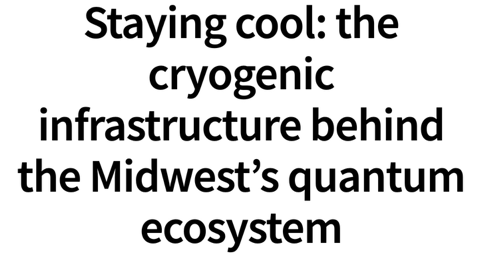 Staying cool: the
cryogenic
infrastructure behind
the Midwest’s quantum
ecosystem